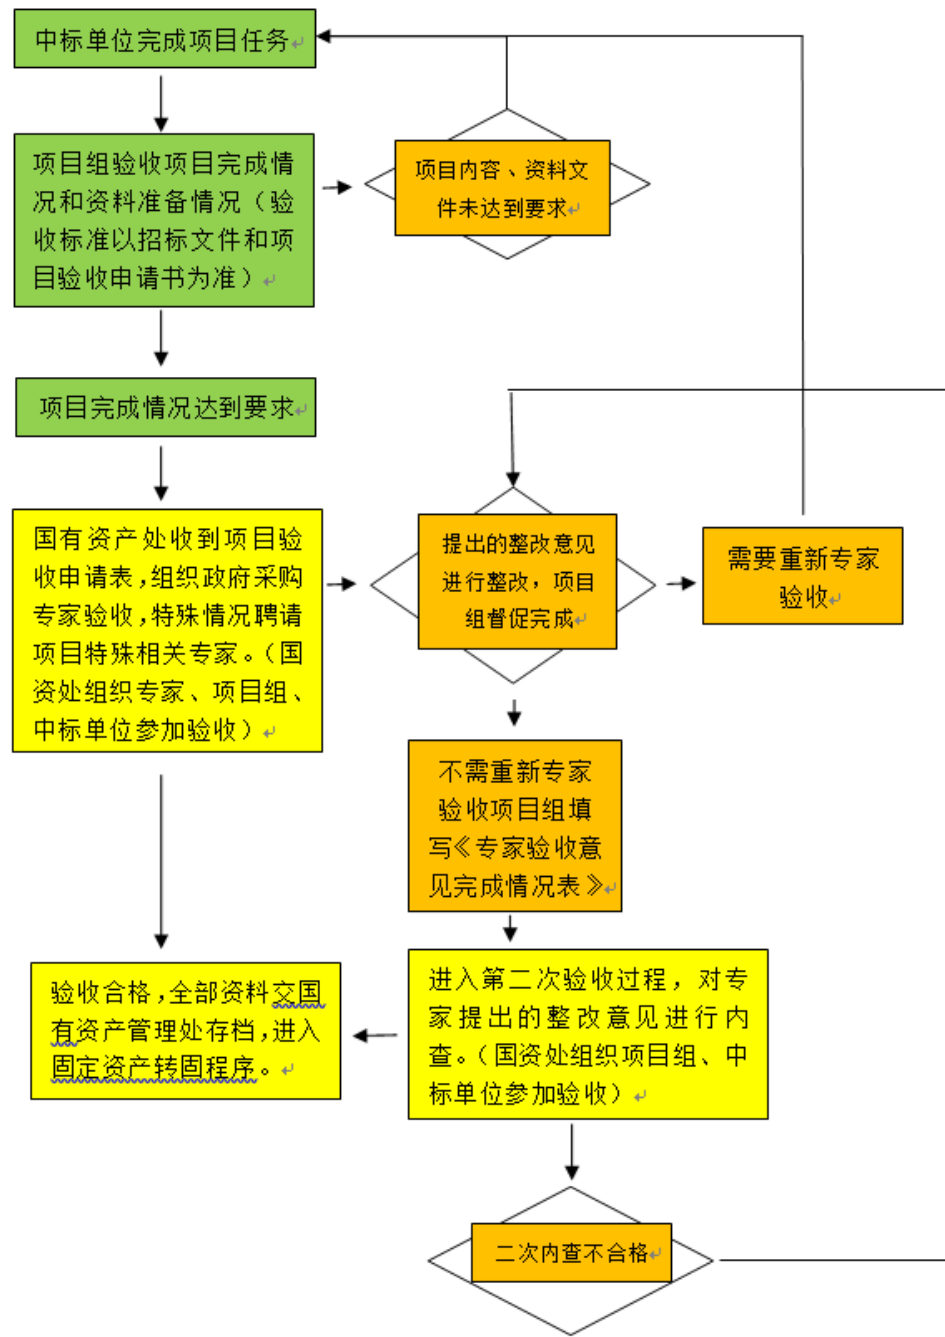 中标单位完成项目任务
项目组验收项目完成情
况和资料准备情况（验
收标准以招标文件和项
目验收申请书为准）
项目内容、资料文
件未达到要求
项目完成情况达到要求
国有资产处收到项目验
收申请表，组织政府采购
专家验收，特殊情况聘请
项目特殊相关专家。（国
资处组织专家、项目组、
中标单位参加验收）
提出的整改意见
进行整改，项目
组督促完成
需要重新专家
验收
不需重新专家
验收项目组填
写《专家验收意
见完成情况表》
验收合格，全部资料交国
有资产管理处存档，进入
固定资产转固程序。
进入第二次验收过程，对专
家提出的整改意见进行内
查。（国资处组织项目组、中
标单位参加验收）
二次内查不合格